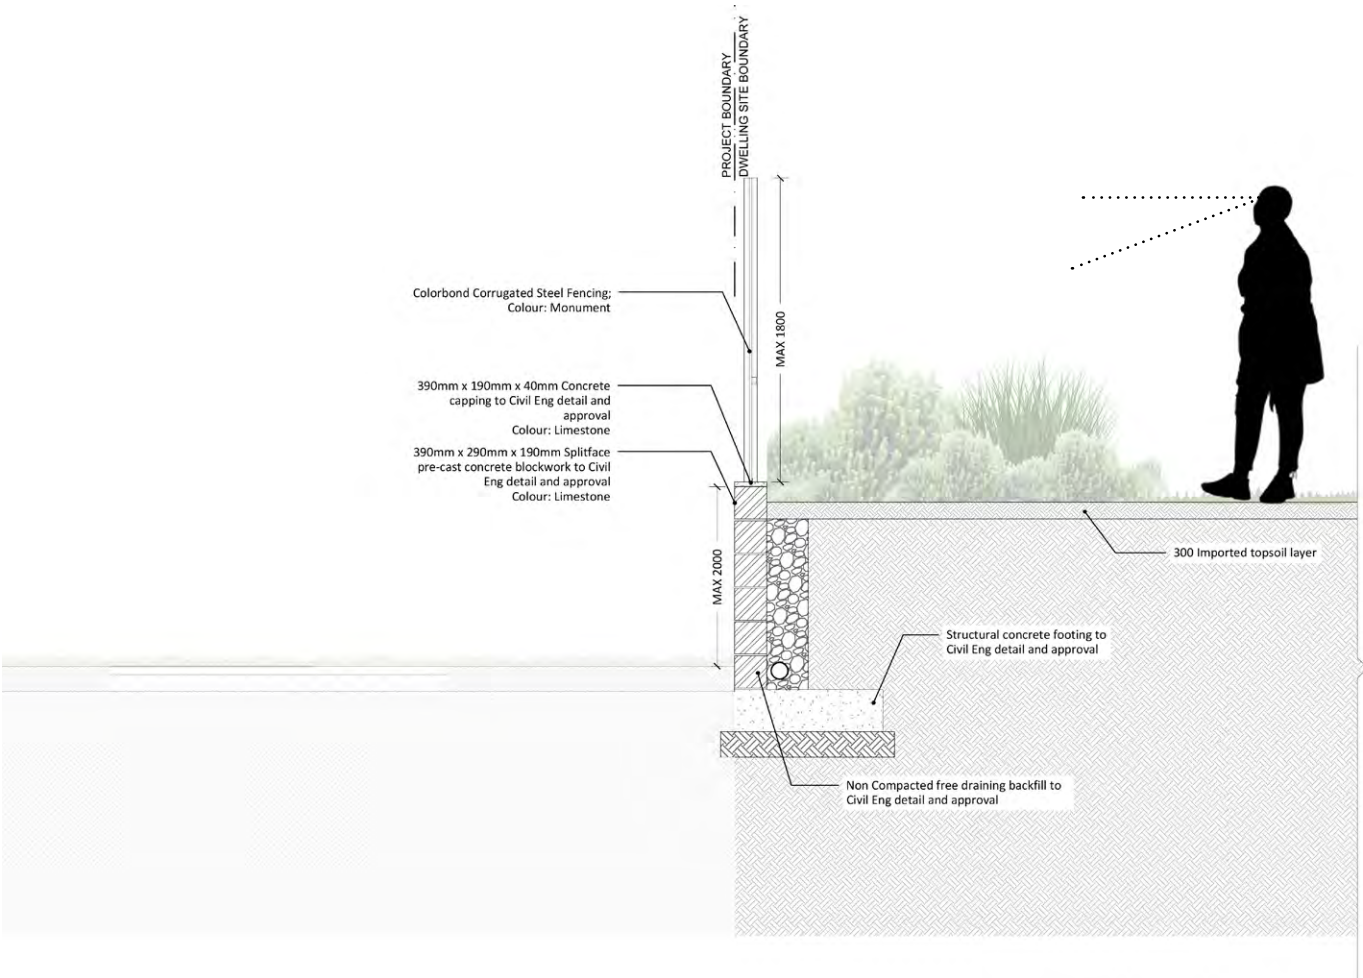 PROJECT BOUNDARY
DWELLING SITE BOUNDARY
Colorbond Corrugated Steel Fencing;
Colour: Monument
MAX 1800
390mm x 190mm x 40mm Concrete
capping to Civil Eng detail and
approval
Colour: Limestone
390mm x 290mm x 190mm Splitface
pre-cast concrete blockwork to Civil
Eng detail and approval
Colour: Limestone
MAX 2000
300 Imported topsoil layer
Structural concrete footing to
Civil Eng detail and approval
Non Compacted free draining backfill to
Civil Eng detail and approval